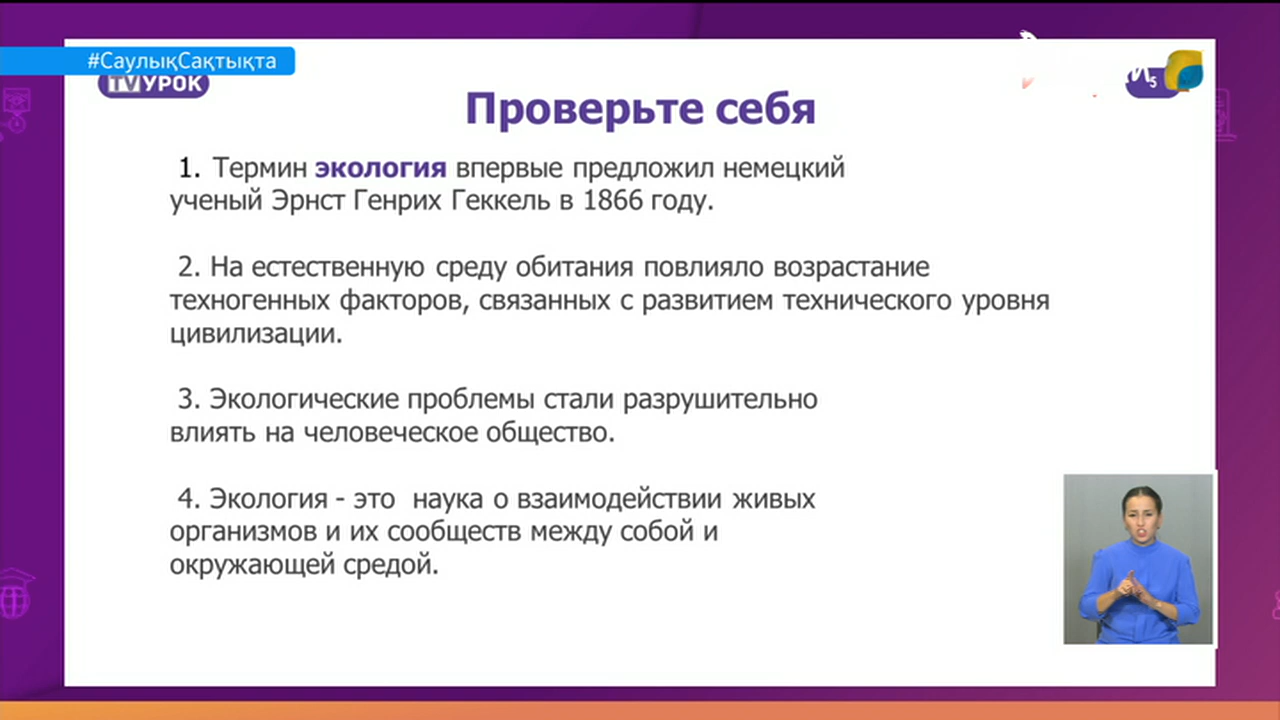 #СаулықСақтықта
TV УРОК
5
Проверьте себя
1. Термин экология впервые предложил немецкий
ученый Эрнст Генрих Геккель в 1866 году.
2. На естественную среду обитания повлияло возрастание
техногенных факторов, связанных с развитием технического уровня
цивилизации.
3. Экологические проблемы стали разрушительно
влиять на человеческое общество.
4. Экология - это наука о взаимодействии живых
организмов и их сообществ между собой и
окружающей средой.